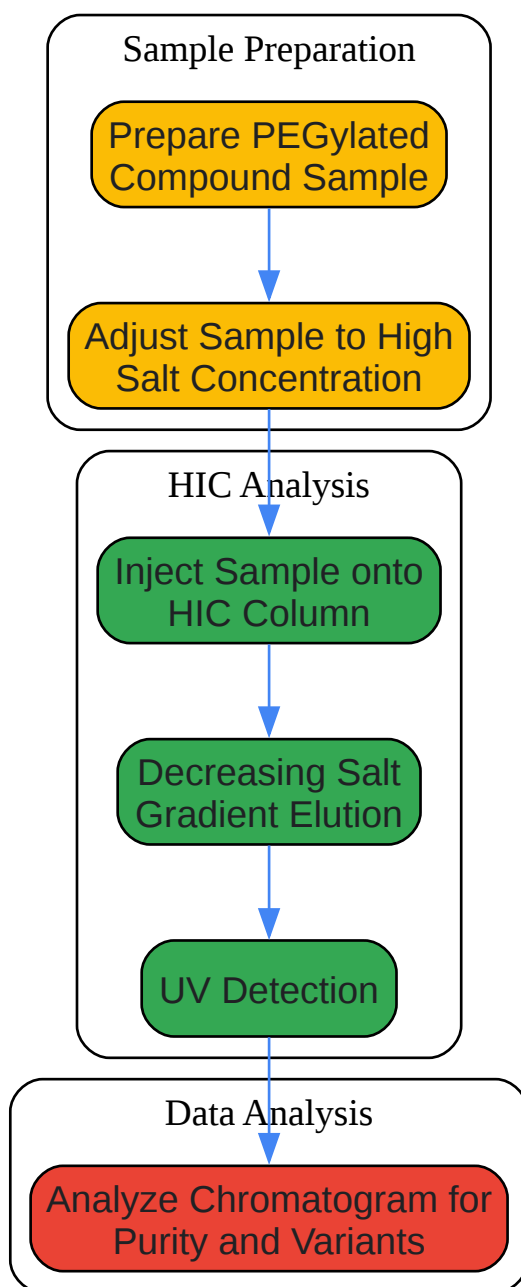 Sample Preparation
Prepare PEGylated
Compound Sample
Adjust Sample to High
Salt Concentration
HIC Analysis
Inject Sample onto
HIC Column
Decreasing Salt
Gradient Elution
UV Detection
Data Analysis
Analyze Chromatogram for
Purity and Variants